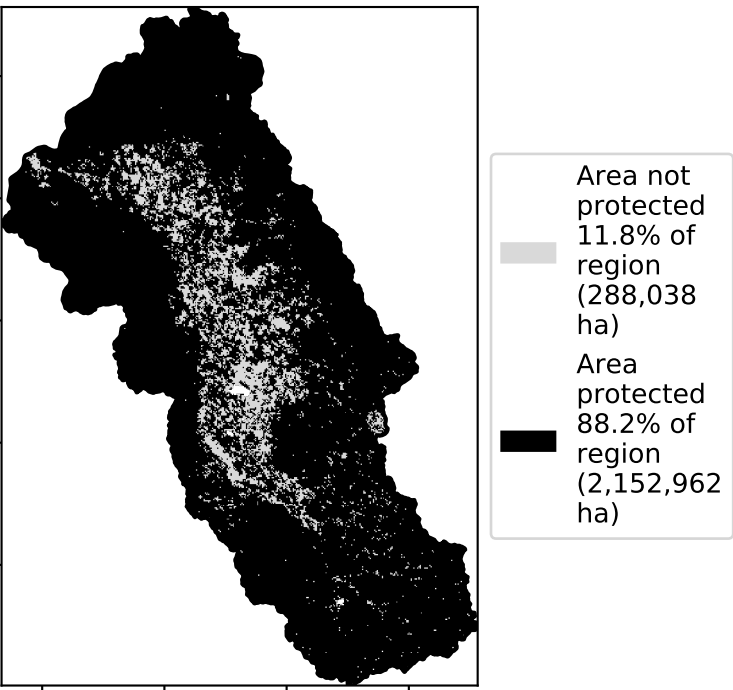 Area not
protected
11.8% of
region
(288,038
ha)
Area
protected
88.2% of
region
(2,152,962
ha)